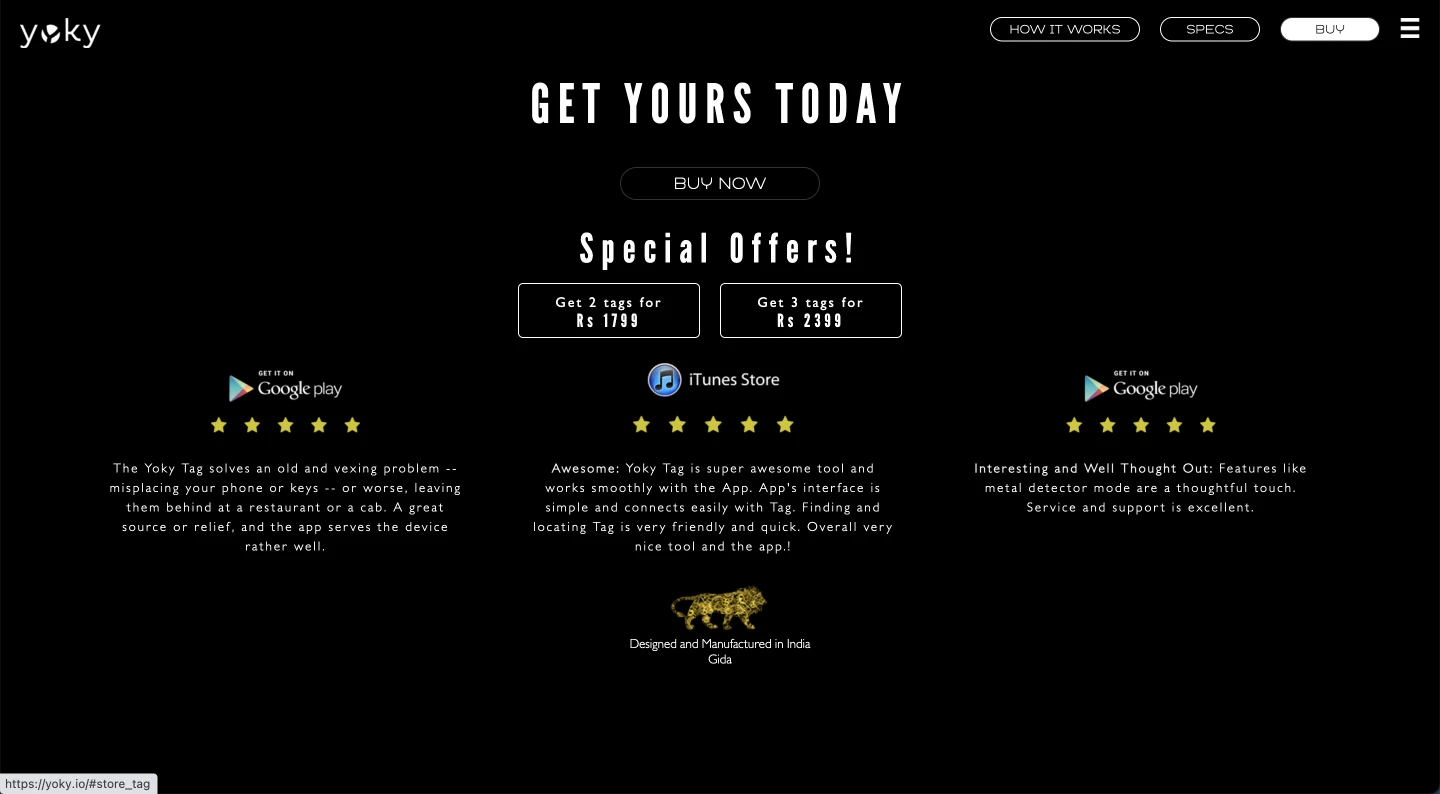 yoky
HOW IT WORKS
SPECS
BUY
GET YOURS TODAY
BUY NOW
Special Offers!
Get 2 tags for
Rs 1799
Get 3 tags for
Rs 2399
GET IT ON
Google play
The Yoky Tag solves an old and vexing problem --
misplacing your phone or keys -- or worse, leaving
them behind at a restaurant or a cab. A great
source or relief, and the app serves the device
rather well.
iTunes Store
Awesome: Yoky Tag is super awesome tool and
works smoothly with the App. App's interface is
simple and connects easily with Tag. Finding and
locating Tag is very friendly and quick. Overall very
nice tool and the app.!
GET IT ON
Google play
Interesting and Well Thought Out: Features like
metal detector mode are a thoughtful touch.
Service and support is excellent.
Designed and Manufactured in India
Gida
https://yoky.io/#store_tag